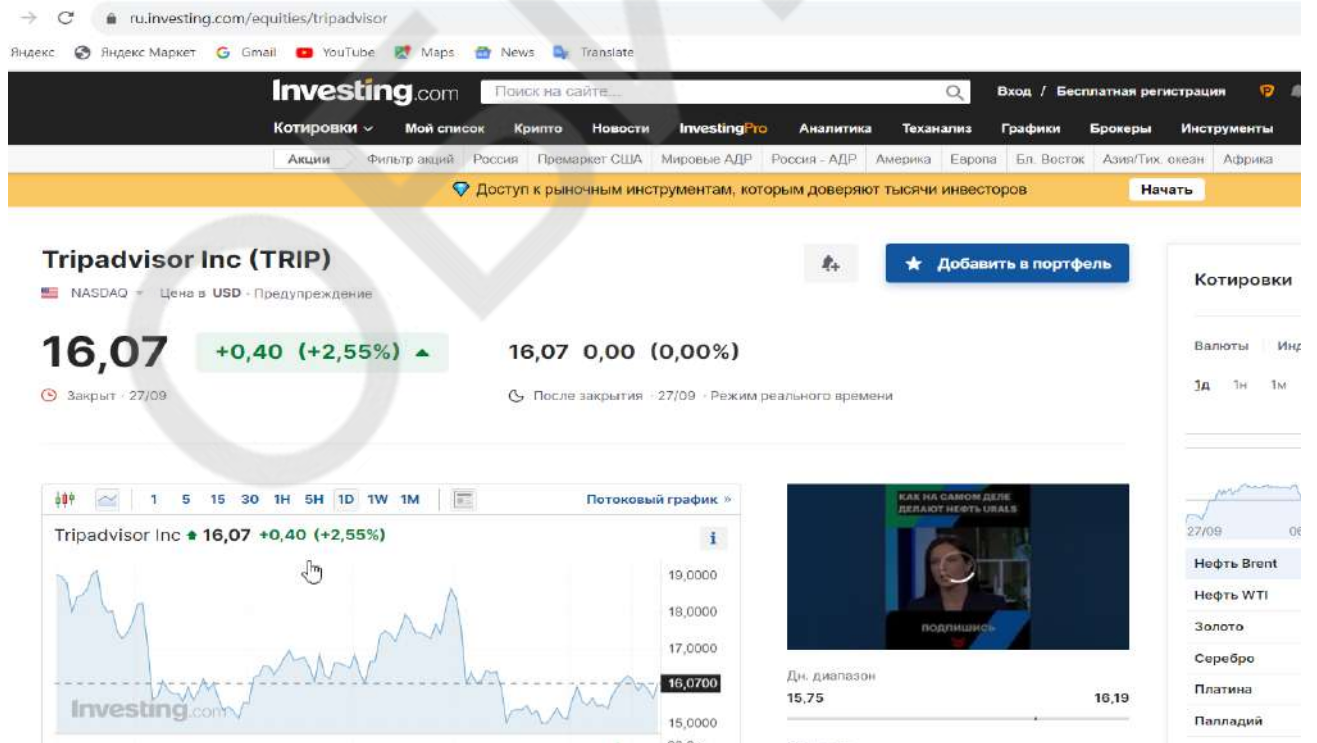 ru.investing.com/equities/tripadvisor
Яндекс Яндекс Маркет Gmail YouTube Maps News Translate
Investing.com Поиск на сайте... Вход / Бесплатная регистрация
Котировки Мой список Крипто Новости InvestingPro Аналитика Теханализ Графики Брокеры Инструменты
Акции Фильтр акций Россия Премаркет США Мировые АДР Россия - АДР Америка Европа Бл. Восток Азия/Тих. океан Африка
Доступ к рыночным инструментам, которым доверяют тысячи инвесторов Начать
Tripadvisor Inc (TRIP) Добавить в портфель
Котировки
NASDAQ Цена в USD - Предупреждение
16,07 +0,40 (+2,55%) 16,07 0,00 (0,00%)
Валюты Инд
Закрыт · 27/09 После закрытия · 27/09 · Режим реального времени
1д 1н 1м
1 5 15 30 1H 5H 1D 1W 1M Потоковый график »
КАК НА САМОМ ДЕЛЕ
ДЕЛАЮТ НЕФТЬ URALS
Tripadvisor Inc 16,07 +0,40 (+2,55%) i
27/09 06
19,0000
Нефть Brent
18,0000
Нефть WTI
ПОДПИШИСЬ
Золото
17,0000
Серебро
Дн. диапазон
16,0700
15,75 16,19
Платина
Investing.com
15,0000
Палладий